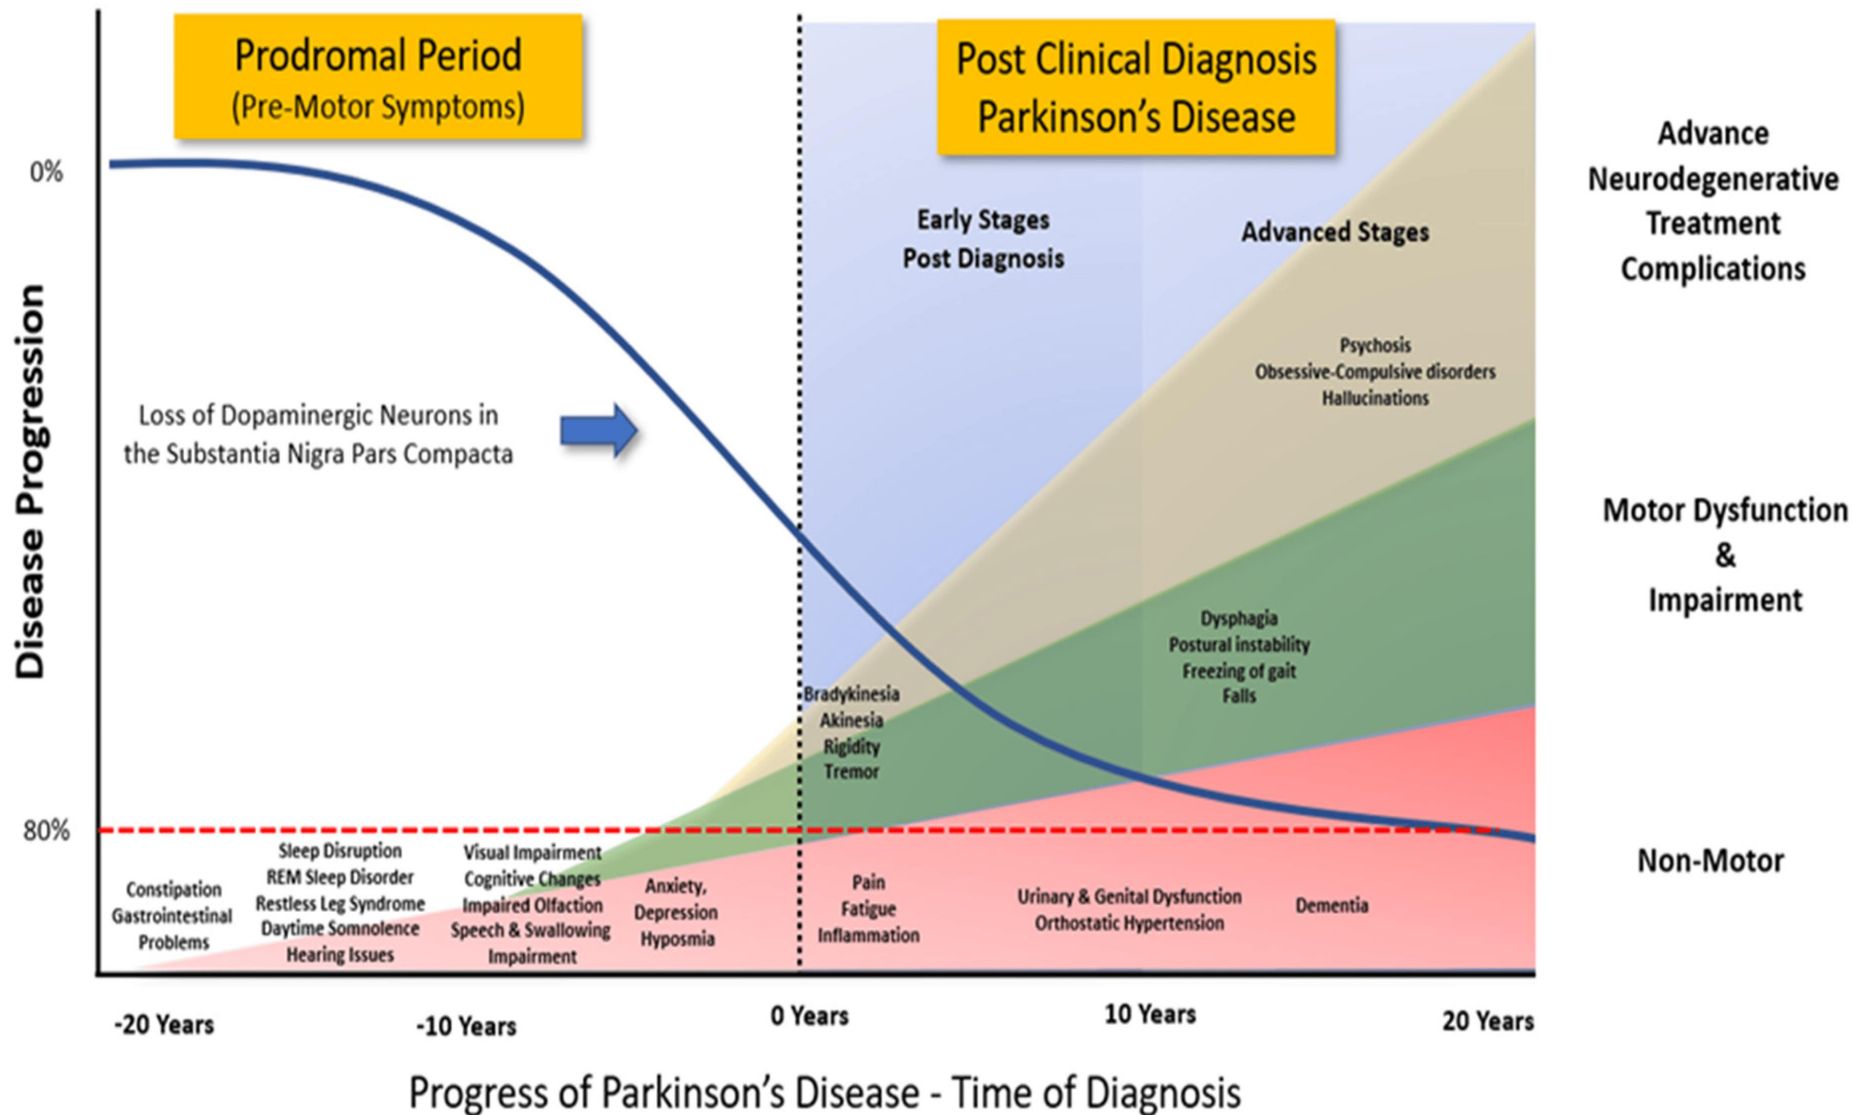 Prodromal Period
(Pre-Motor Symptoms)
Post Clinical Diagnosis
Parkinson's Disease
0%
80%
Disease Progression
Loss of Dopaminergic Neurons in
the Substantia Nigra Pars Compacta
Early Stages
Post Diagnosis
Advanced Stages
Psychosis
Obsessive-Compulsive disorders
Hallucinations
Dysphagia
Postural instability
Freezing of gait
Falls
Bradykinesia
Akinesia
Rigidity
Tremor
Constipation
Gastrointestinal
Problems
Sleep Disruption
REM Sleep Disorder
Restless Leg Syndrome
Daytime Somnolence
Hearing Issues
Visual Impairment
Cognitive Changes
Impaired Olfaction
Speech & Swallowing
Impairment
Anxiety,
Depression
Hyposmia
Pain
Fatigue
Inflammation
Urinary & Genital Dysfunction
Orthostatic Hypertension
Dementia
Advance
Neurodegenerative
Treatment
Complications
Motor Dysfunction
&
Impairment
Non-Motor
-20 Years
-10 Years
0 Years
10 Years
20 Years
Progress of Parkinson's Disease - Time of Diagnosis